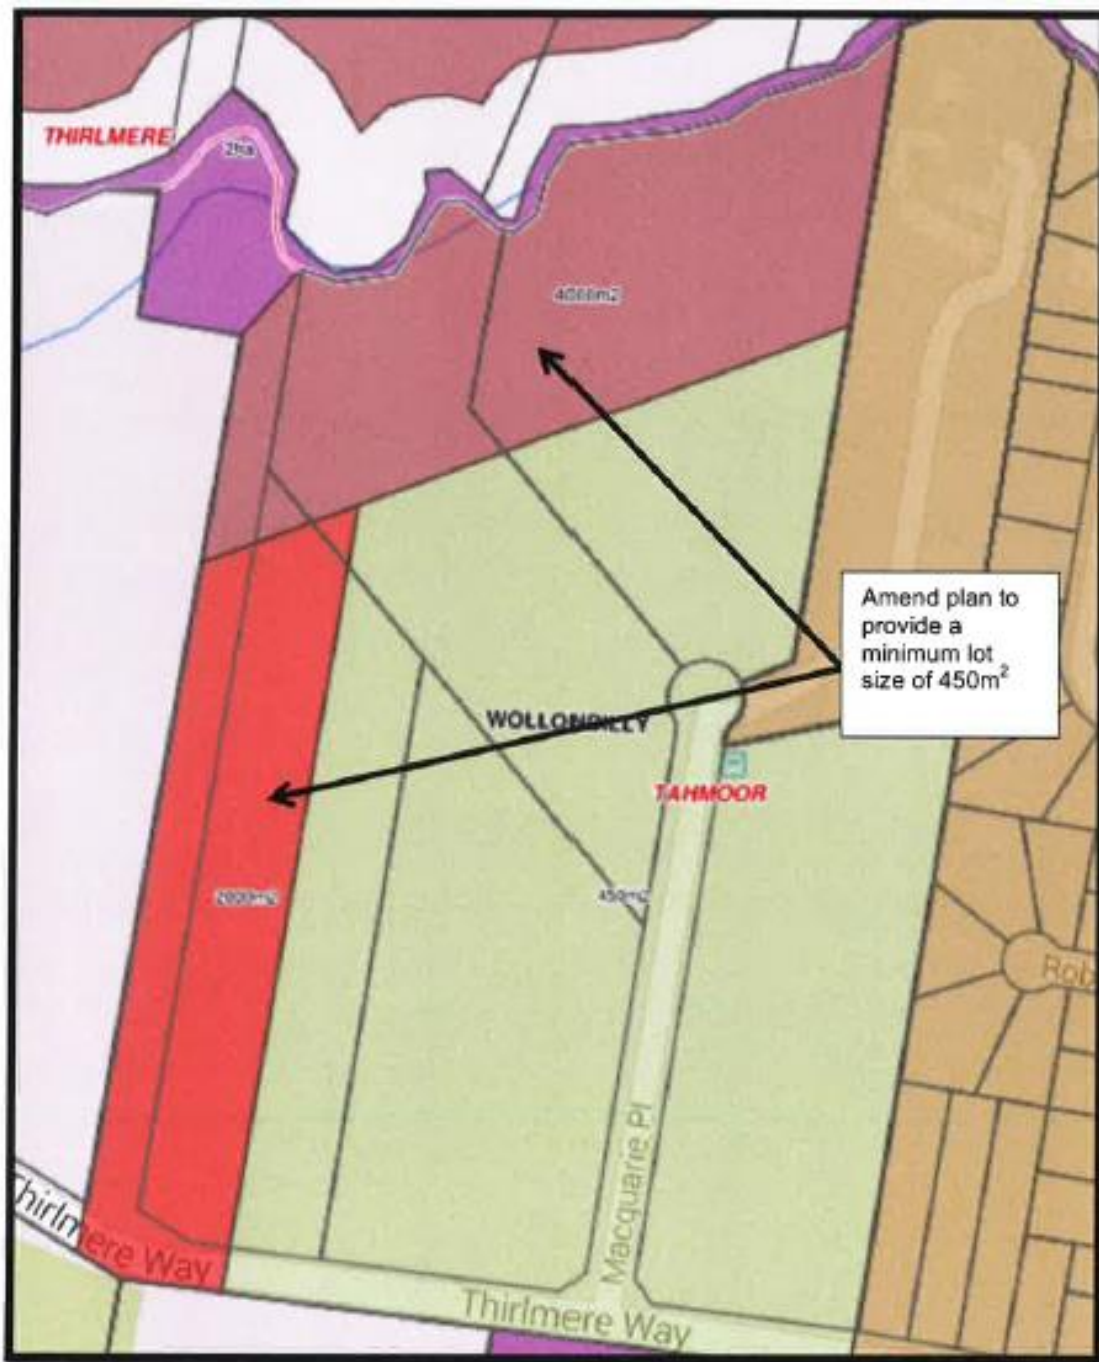 THIRLMERE
2ha
4000m2
Amend plan to
provide a
minimum lot
size of 450m²
WOLLONDILLY
TAHMOOR
2000m2
450m2
Rob
Macquarie Pl
Thirlmere Way
Thirlmere Way